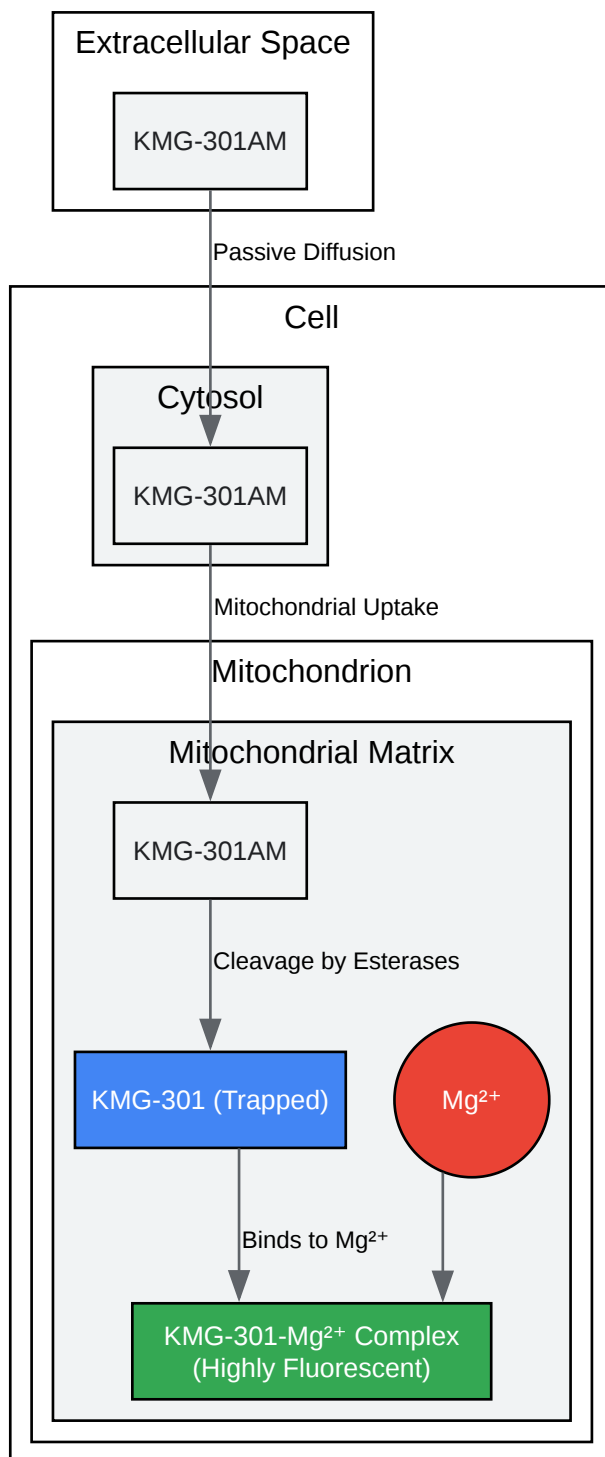 Extracellular Space
KMG-301AM
Passive Diffusion
Cell
Cytosol
KMG-301AM
Mitochondrial Uptake
Mitochondrion
Mitochondrial Matrix
KMG-301AM
Cleavage by Esterases
KMG-301 (Trapped)
Mg²⁺
Binds to Mg²⁺
KMG-301-Mg²⁺ Complex
(Highly Fluorescent)